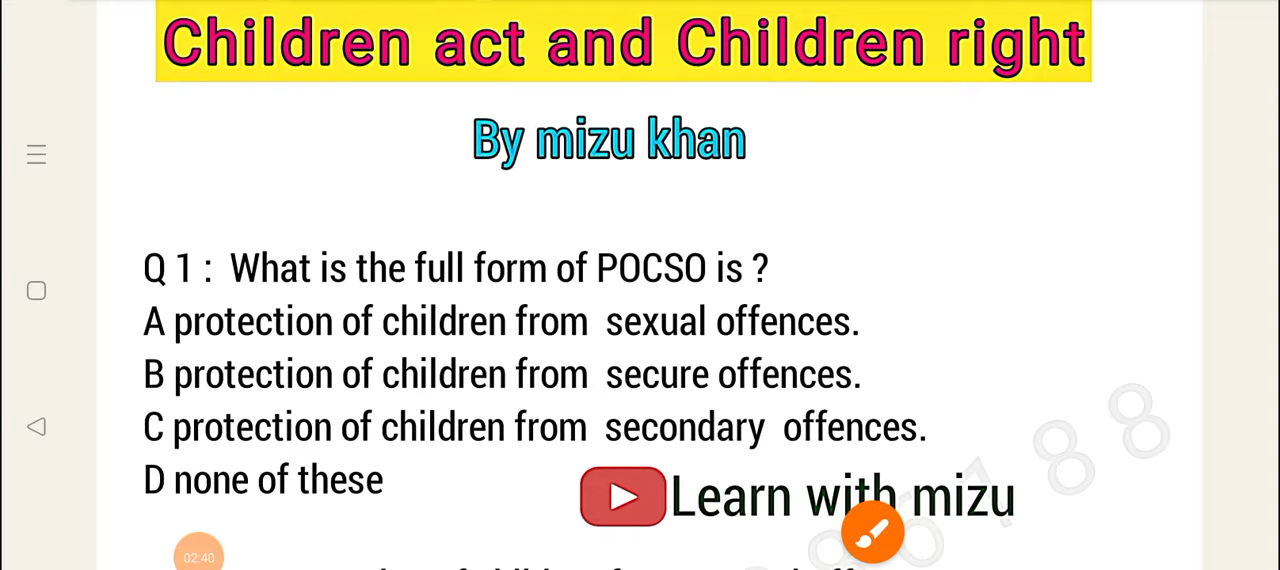 Children act and Children right
By mizu khan
Q 1 : What is the full form of POCSO is ?
A protection of children from sexual offences.
B protection of children from secure offences.
C protection of children from secondary offences.
D none of these
Learn with mizu
02:40